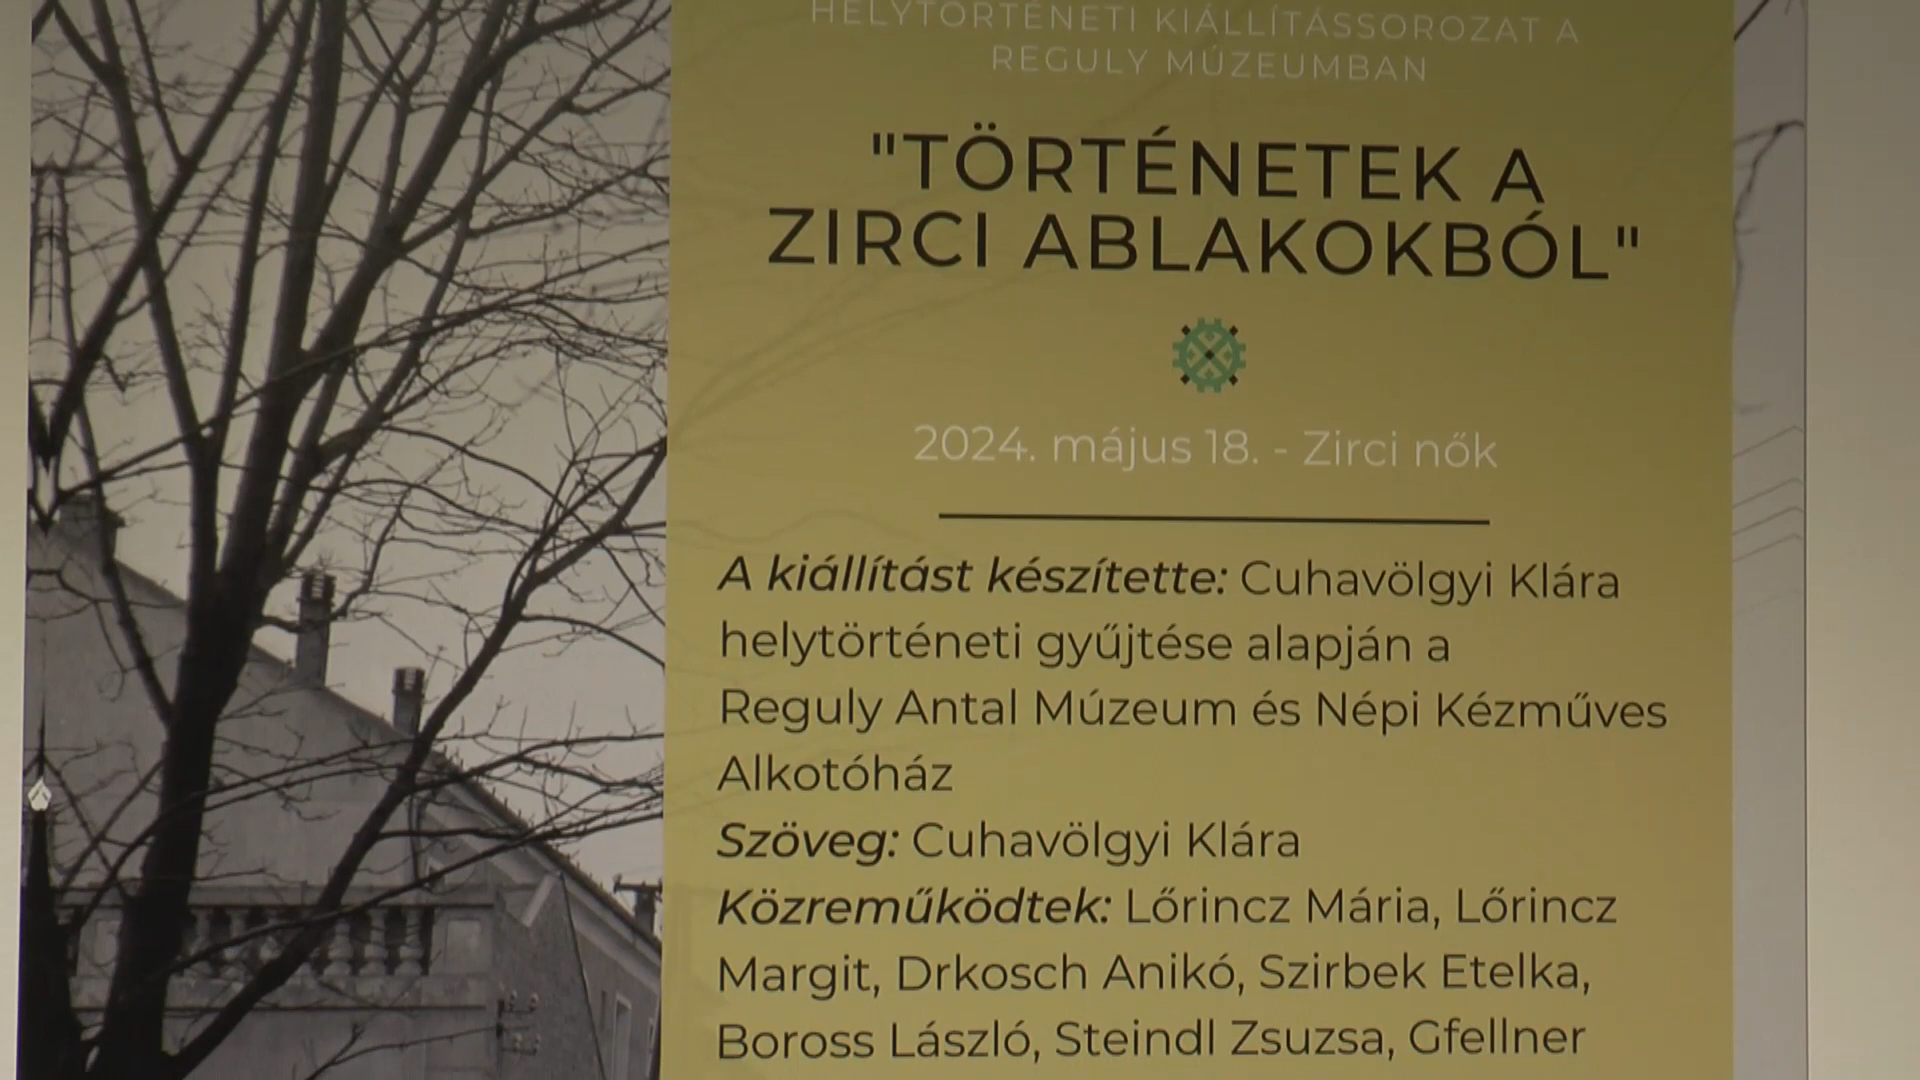 HELYTÖRTÉNETI KIÁLLÍTÁSSOROZAT A
REGULY MÚZEUMBAN
"TÖRTÉNETEK A
ZIRCI ABLAKOKBÓL"
2024. május 18. - Zirci nők
A kiállítást készítette: Cuhavölgyi Klára
helytörténeti gyűjtése alapján a
Reguly Antal Múzeum és Népi Kézműves
Alkotóház
Szöveg: Cuhavölgyi Klára
Közreműködtek: Lőrincz Mária, Lőrincz
Margit, Drkosch Anikó, Szirbek Etelka,
Boross László, Steindl Zsuzsa, Gfellner